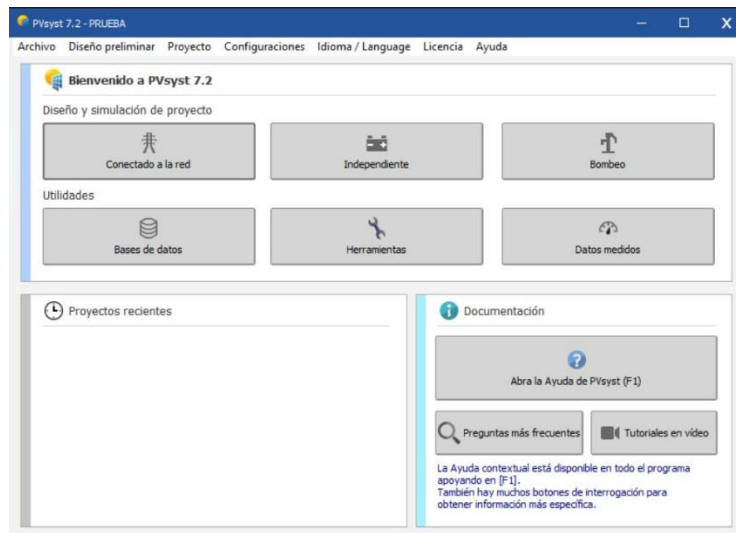 PVsyst 7.2 - PRUEBA
Archivo Diseño preliminar Proyecto Configuraciones Idioma / Language Licencia Ayuda
Bienvenido a PVsyst 7.2
Diseño y simulación de proyecto
Conectado a la red
Independiente
Bombeo
Utilidades
Bases de datos
Herramientas
Datos medidos
Proyectos recientes
Documentación
Abra la Ayuda de PVsyst (F1)
Preguntas más frecuentes
Tutoriales en vídeo
La Ayuda contextual está disponible en todo el programa
apoyando en [F1].
También hay muchos botones de interrogación para
obtener información más específica.